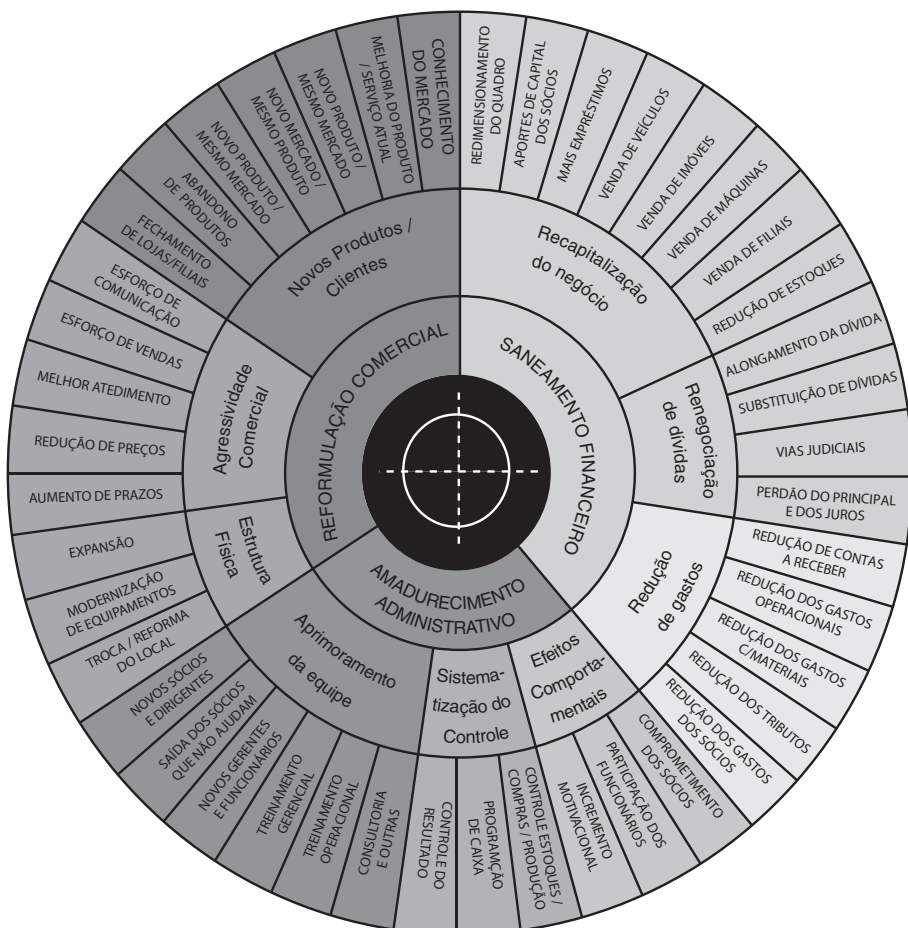 SANEAMENTO FINANCEIRO
Recapitalização
do negócio
REDIMENSIONAMENTO
DO QUADRO
APORTES DE CAPITAL
DOS SÓCIOS
MAIS EMPRÉSTIMOS
VENDA DE VEÍCULOS
VENDA DE IMÓVEIS
VENDA DE MÁQUINAS
VENDA DE FILIAIS
REDUÇÃO DE ESTOQUES
Renegociação
de dívidas
ALONGAMENTO DA DÍVIDA
SUBSTITUIÇÃO DE DÍVIDAS
VIAS JUDICIAIS
PERDÃO DO PRINCIPAL
E DOS JUROS
Redução
de gastos
REDUÇÃO DE CONTAS
A RECEBER
REDUÇÃO DOS GASTOS
OPERACIONAIS
REDUÇÃO DOS GASTOS
C/MATERIAIS
REDUÇÃO DOS TRIBUTOS
REDUÇÃO DOS GASTOS
DOS SÓCIOS
AMADURECIMENTO
ADMINISTRATIVO
Efeitos
Comporta-
mentais
COMPROMETIMENTO
DOS SÓCIOS
PARTICIPAÇÃO DOS
FUNCIONÁRIOS
INCREMENTO
MOTIVACIONAL
Sistema-
tização do
Controle
CONTROLE ESTOQUES /
COMPRAS / PRODUÇÃO
PROGRAMÇÃO
DE CAIXA
CONTROLE DO
RESULTADO
Aprimoramento
da equipe
CONSULTORIA
E OUTRAS
TREINAMENTO
OPERACIONAL
TREINAMENTO
GERENCIAL
NOVOS GERENTES
E FUNCIONÁRIOS
SAÍDA DOS SÓCIOS
QUE NÃO AJUDAM
NOVOS SÓCIOS
E DIRIGENTES
REFORMULAÇÃO COMERCIAL
Estrutura
Física
TROCA / REFORMA
DO LOCAL
MODERNIZAÇÃO
DE EQUIPAMENTOS
EXPANSÃO
Agressividade
Comercial
AUMENTO DE PRAZOS
REDUÇÃO DE PREÇOS
MELHOR ATEDIMENTO
ESFORÇO DE VENDAS
ESFORÇO DE
COMUNICAÇÃO
Novos Produtos /
Clientes
FECHAMENTO
DE LOJAS/FILIAIS
ABANDONO
DE PRODUTOS
NOVO PRODUTO /
MESMO MERCADO
NOVO MERCADO /
MESMO PRODUTO
NOVO PRODUTO /
MESMO MERCADO
MELHORIA DO PRODUTO
/ SERVIÇO ATUAL
CONHECIMENTO
DO MERCADO